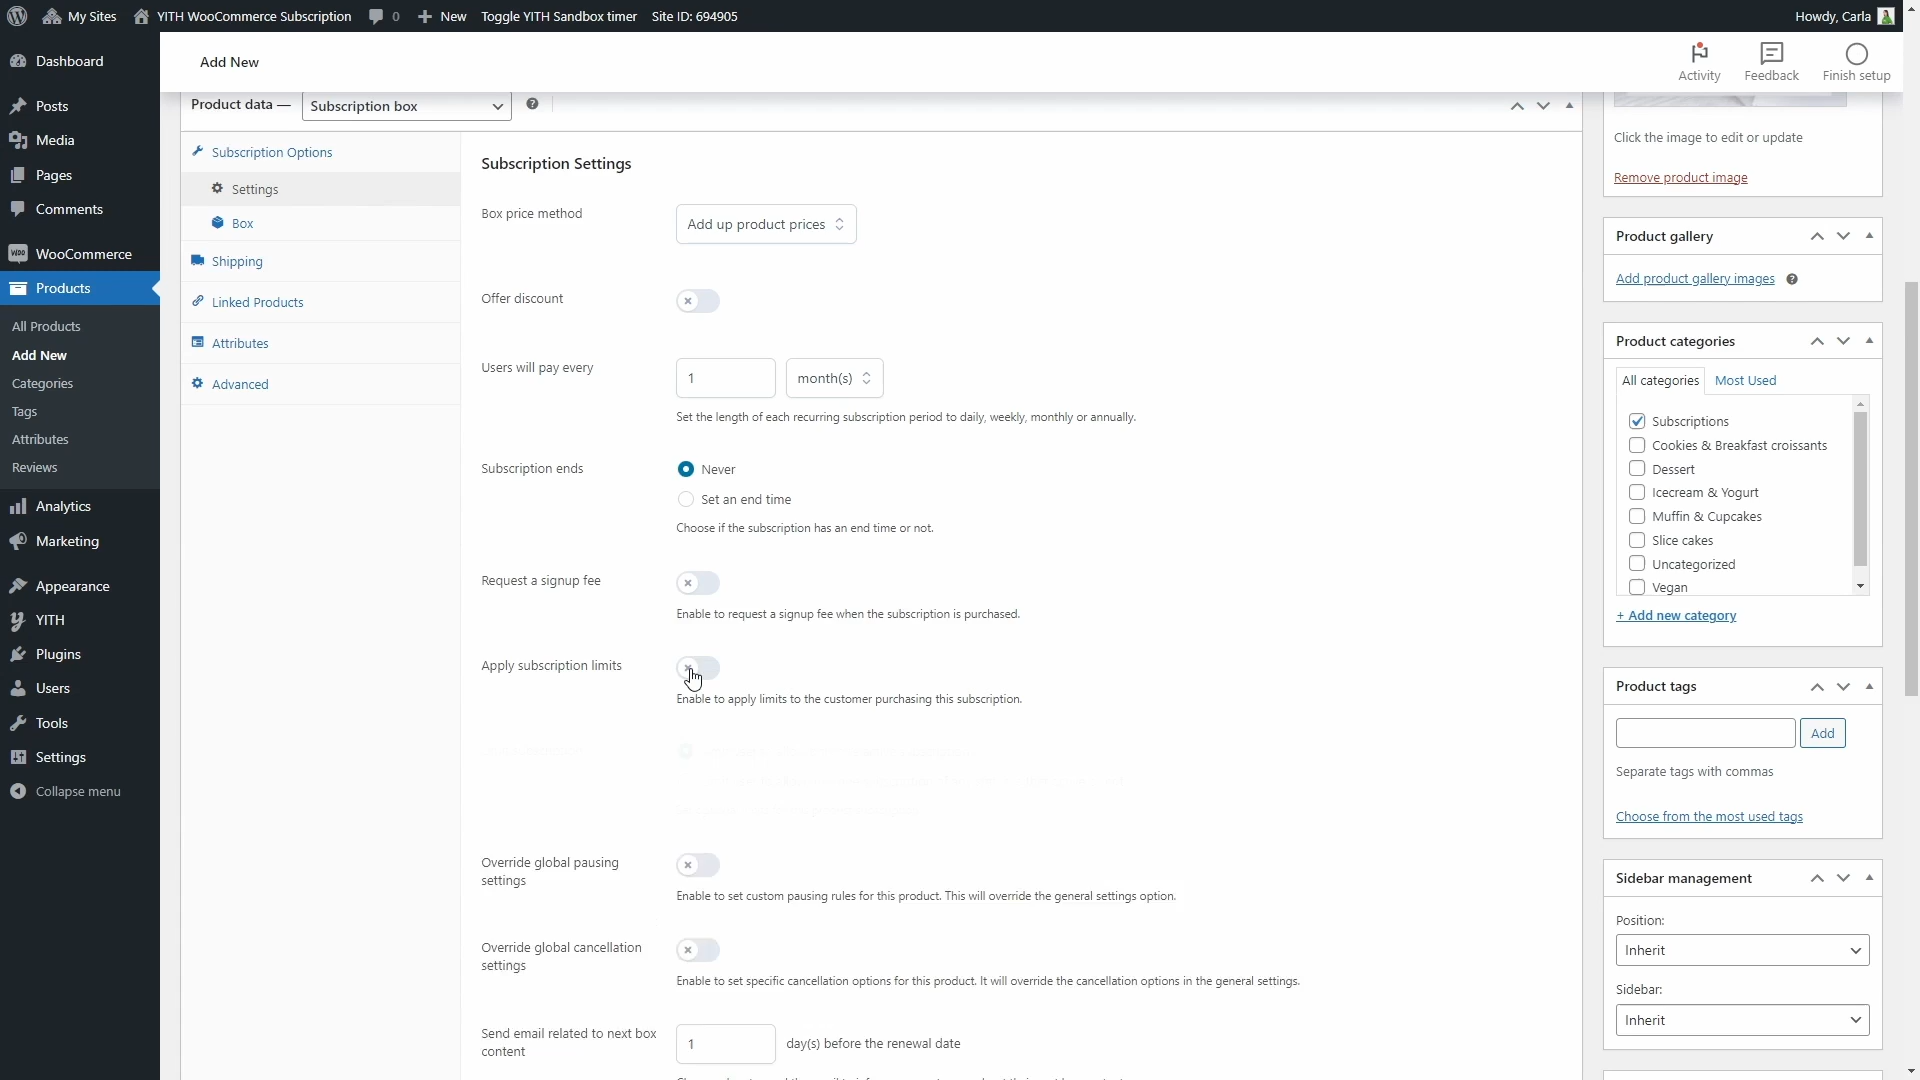 My Sites
YITH WooCommerce Subscription
0
New
Toggle YITH Sandbox timer
Site ID: 694905
Howdy, Carla
Dashboard
Posts
Media
Pages
Comments
WooCommerce
Products
All Products
Add New
Categories
Tags
Attributes
Reviews
Analytics
Marketing
Appearance
YITH
Plugins
Users
Tools
Settings
Collapse menu
Add New
Activity
Feedback
Finish setup
Product data —
Subscription box
Subscription Options
Settings
Box
Shipping
Linked Products
Attributes
Advanced
Subscription Settings
Box price method
Add up product prices
Offer discount
Users will pay every
1
month(s)
Set the length of each recurring subscription period to daily, weekly, monthly or annually.
Subscription ends
Never
Set an end time
Choose if the subscription has an end time or not.
Request a signup fee
Enable to request a signup fee when the subscription is purchased.
Apply subscription limits
Enable to apply limits to the customer purchasing this subscription.
Override global pausing
settings
Enable to set custom pausing rules for this product. This will override the general settings option.
Override global cancellation
settings
Enable to set specific cancellation options for this product. It will override the cancellation options in the general settings.
Send email related to next box
content
1
day(s) before the renewal date
Click the image to edit or update
Remove product image
Product gallery
Add product gallery images
Product categories
All categories
Most Used
Subscriptions
Cookies & Breakfast croissants
Dessert
Icecream & Yogurt
Muffin & Cupcakes
Slice cakes
Uncategorized
Vegan
+ Add new category
Product tags
Add
Separate tags with commas
Choose from the most used tags
Sidebar management
Position:
Inherit
Sidebar:
Inherit